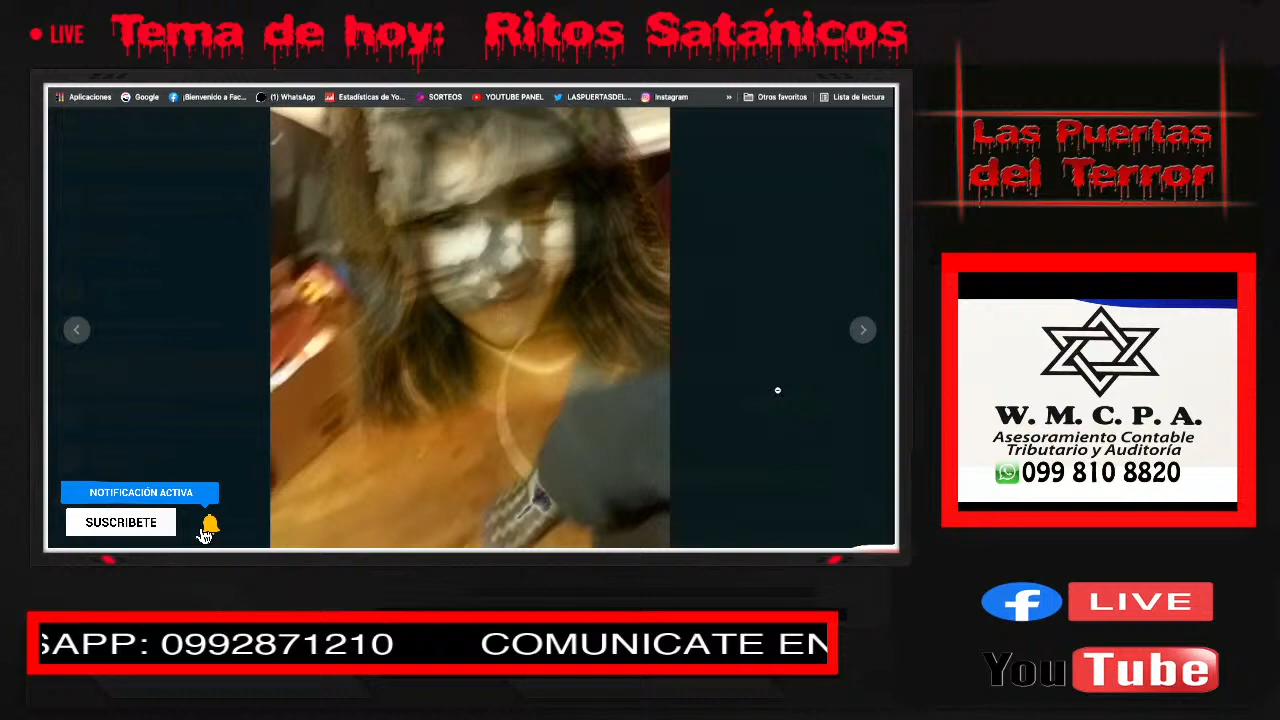 LIVE
Tema de hoy: Ritos Satánicos
Aplicaciones
Google
¡Bienvenido a Fac...
(1) WhatsApp
Estadísticas de Yo...
SORTEOS
YOUTUBE PANEL
LASPUERTASDEL...
Instagram
»
Otros favoritos
Lista de lectura
Las Puertas
del Terror
W. M. C. P. A.
Asesoramiento Contable
Tributario y Auditoría
099 810 8820
NOTIFICACIÓN ACTIVA
SUSCRIBETE
SAPP: 0992871210 COMUNICATE EN
LIVE
YouTube